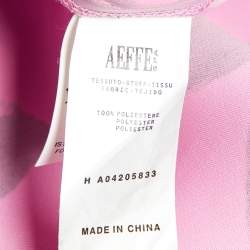 AEFFE
TESSUTO-STOFF-TISSU
FABRIC-TEJIDO
100% POLIESTERE
POLYESTER
POLYESTER
H A04205833
MADE IN CHINA